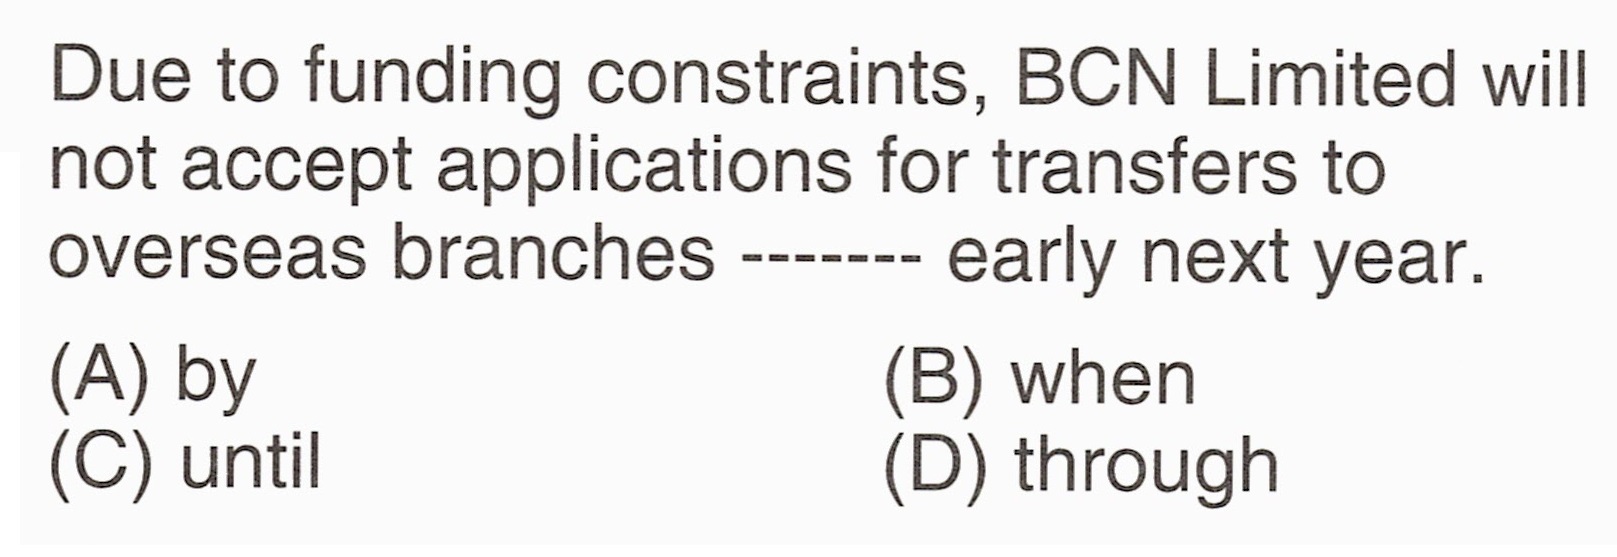 Due to funding constraints, BCN Limited will
not accept applications for transfers to
overseas branches ------- early next year.
(A) by (B) when
(C) until (D) through